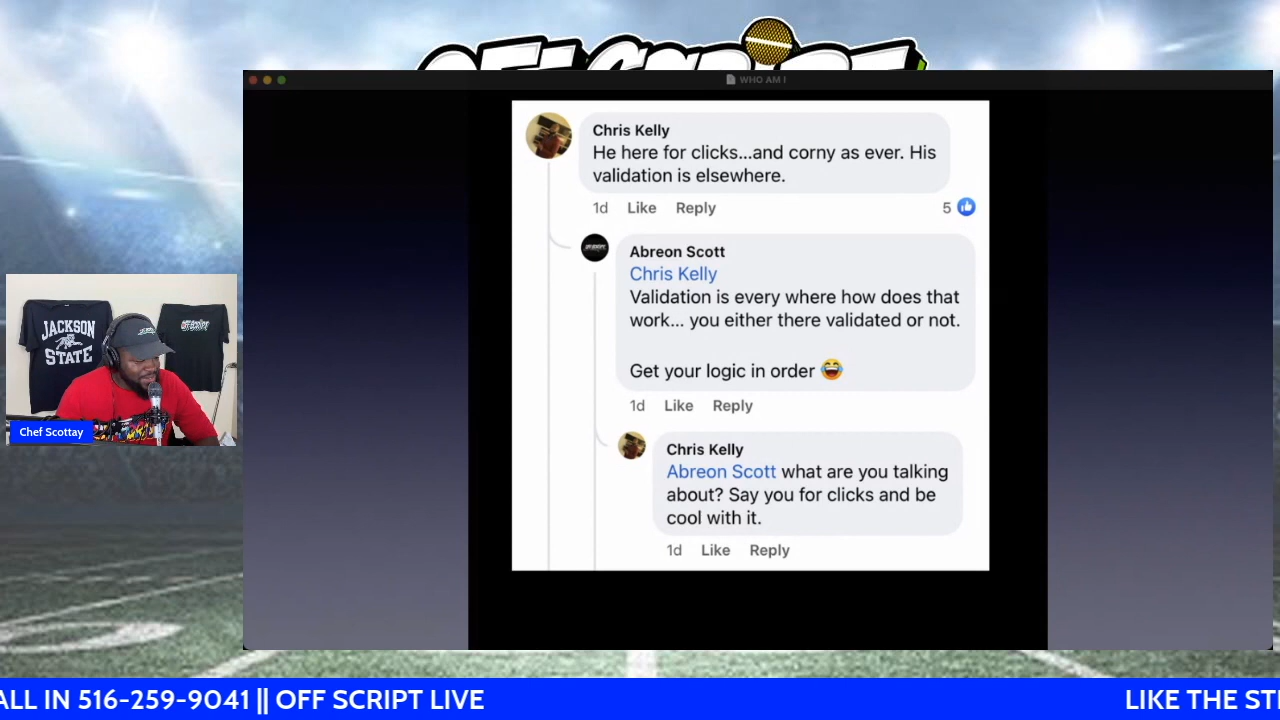 OFF SCRIPT
WHO AM I
Chris Kelly
He here for clicks...and corny as ever. His
validation is elsewhere.
1d Like Reply
5
Abreon Scott
Chris Kelly
Validation is every where how does that
work... you either there validated or not.
Get your logic in order 😂
1d Like Reply
Chris Kelly
Abreon Scott what are you talking
about? Say you for clicks and be
cool with it.
1d Like Reply
JACKSON
STATE
Chef Scottay
ALL IN 516-259-9041 || OFF SCRIPT LIVE
LIKE THE